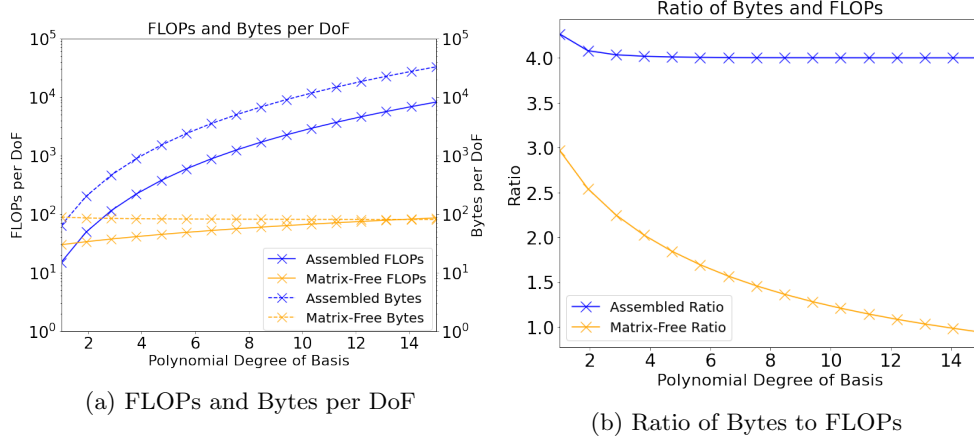 FLOPs and Bytes per DoF
10^5
10^4
10^3
10^2
10^1
10^0
FLOPs per DoF
10^5
10^4
10^3
10^2
10^1
10^0
Bytes per DoF
Assembled FLOPs
Matrix-Free FLOPs
Assembled Bytes
Matrix-Free Bytes
2 4 6 8 10 12 14
Polynomial Degree of Basis
(a) FLOPs and Bytes per DoF
Ratio of Bytes and FLOPs
4.0
3.5
3.0
2.5
2.0
1.5
1.0
Ratio
Assembled Ratio
Matrix-Free Ratio
2 4 6 8 10 12 14
Polynomial Degree of Basis
(b) Ratio of Bytes to FLOPs